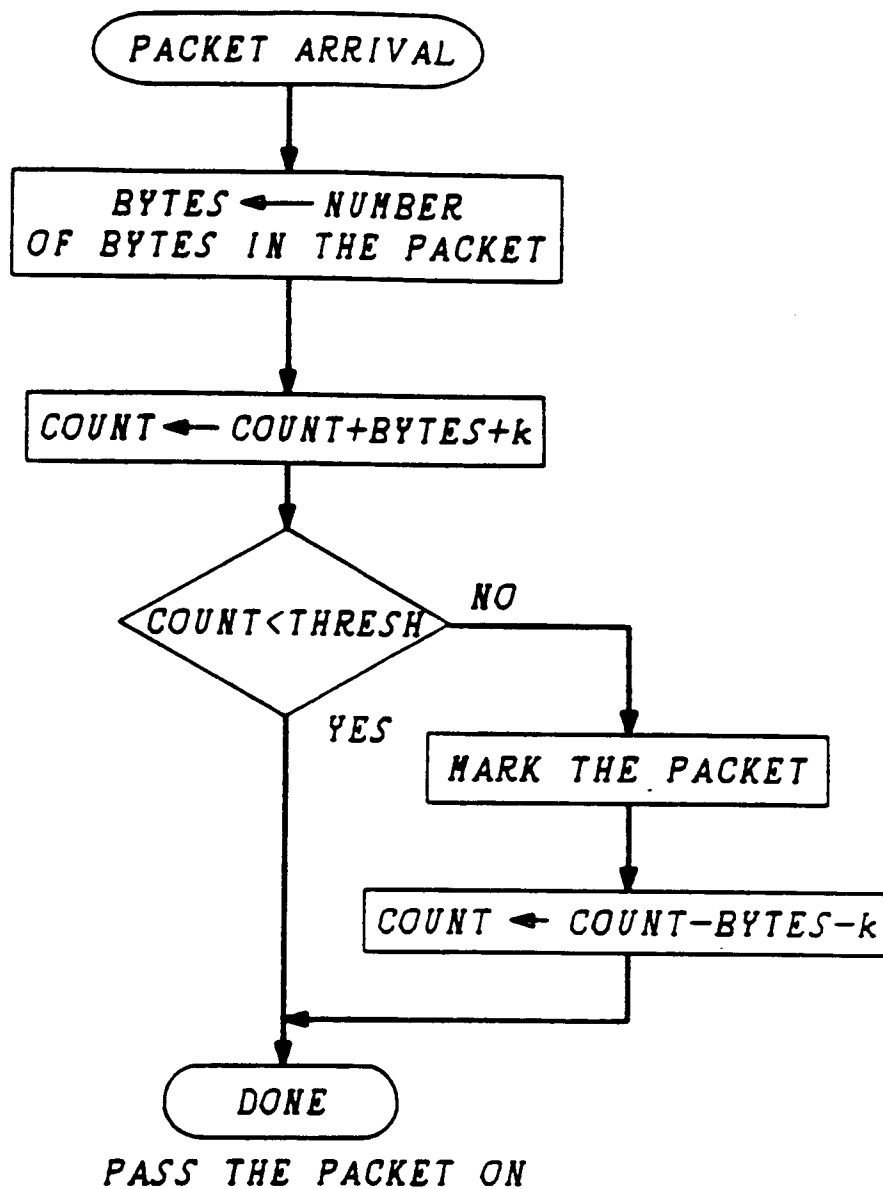 PACKET ARRIVAL
BYTES ← NUMBER
OF BYTES IN THE PACKET
COUNT ← COUNT+BYTES+k
COUNT<THRESH
NO
YES
MARK THE PACKET
COUNT ← COUNT-BYTES-k
DONE
PASS THE PACKET ON